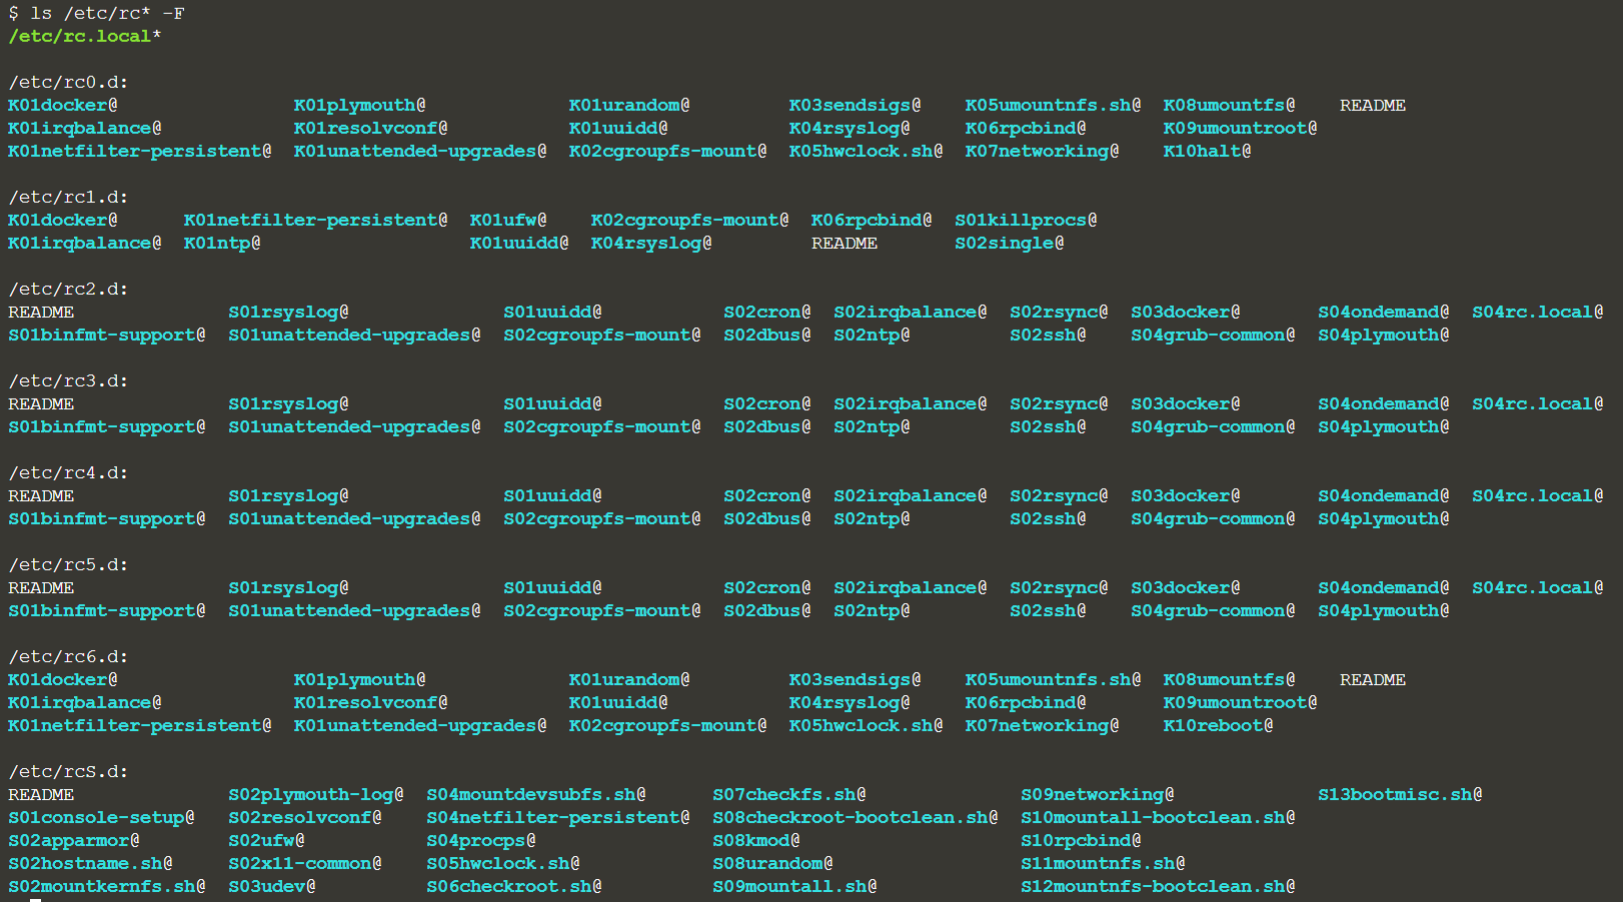 $ ls /etc/rc* -F
/etc/rc.local*
/etc/rc0.d:
K01docker@ K01plymouth@ K01urandom@ K03sendsigs@ K05umountnfs.sh@ K08umountfs@ README
K01irqbalance@ K01resolvconf@ K01uuidd@ K04rsyslog@ K06rpcbind@ K09umountroot@
K01netfilter-persistent@ K01unattended-upgrades@ K02cgroupfs-mount@ K05hwclock.sh@ K07networking@ K10halt@
/etc/rc1.d:
K01docker@ K01netfilter-persistent@ K01ufw@ K02cgroupfs-mount@ K06rpcbind@ S01killprocs@
K01irqbalance@ K01ntp@ K01uuidd@ K04rsyslog@ README S02single@
/etc/rc2.d:
README S01rsyslog@ S01uuidd@ S02cron@ S02irqbalance@ S02rsync@ S03docker@ S04ondemand@ S04rc.local@
S01binfmt-support@ S01unattended-upgrades@ S02cgroupfs-mount@ S02dbus@ S02ntp@ S02ssh@ S04grub-common@ S04plymouth@
/etc/rc3.d:
README S01rsyslog@ S01uuidd@ S02cron@ S02irqbalance@ S02rsync@ S03docker@ S04ondemand@ S04rc.local@
S01binfmt-support@ S01unattended-upgrades@ S02cgroupfs-mount@ S02dbus@ S02ntp@ S02ssh@ S04grub-common@ S04plymouth@
/etc/rc4.d:
README S01rsyslog@ S01uuidd@ S02cron@ S02irqbalance@ S02rsync@ S03docker@ S04ondemand@ S04rc.local@
S01binfmt-support@ S01unattended-upgrades@ S02cgroupfs-mount@ S02dbus@ S02ntp@ S02ssh@ S04grub-common@ S04plymouth@
/etc/rc5.d:
README S01rsyslog@ S01uuidd@ S02cron@ S02irqbalance@ S02rsync@ S03docker@ S04ondemand@ S04rc.local@
S01binfmt-support@ S01unattended-upgrades@ S02cgroupfs-mount@ S02dbus@ S02ntp@ S02ssh@ S04grub-common@ S04plymouth@
/etc/rc6.d:
K01docker@ K01plymouth@ K01urandom@ K03sendsigs@ K05umountnfs.sh@ K08umountfs@ README
K01irqbalance@ K01resolvconf@ K01uuidd@ K04rsyslog@ K06rpcbind@ K09umountroot@
K01netfilter-persistent@ K01unattended-upgrades@ K02cgroupfs-mount@ K05hwclock.sh@ K07networking@ K10reboot@
/etc/rcS.d:
README S02plymouth-log@ S04mountdevsubfs.sh@ S07checkfs.sh@ S09networking@ S13bootmisc.sh@
S01console-setup@ S02resolvconf@ S04netfilter-persistent@ S08checkroot-bootclean.sh@ S10mountall-bootclean.sh@
S02apparmor@ S02ufw@ S04procps@ S08kmod@ S10rpcbind@
S02hostname.sh@ S02x11-common@ S05hwclock.sh@ S08urandom@ S11mountnfs.sh@
S02mountkernfs.sh@ S03udev@ S06checkroot.sh@ S09mountall.sh@ S12mountnfs-bootclean.sh@